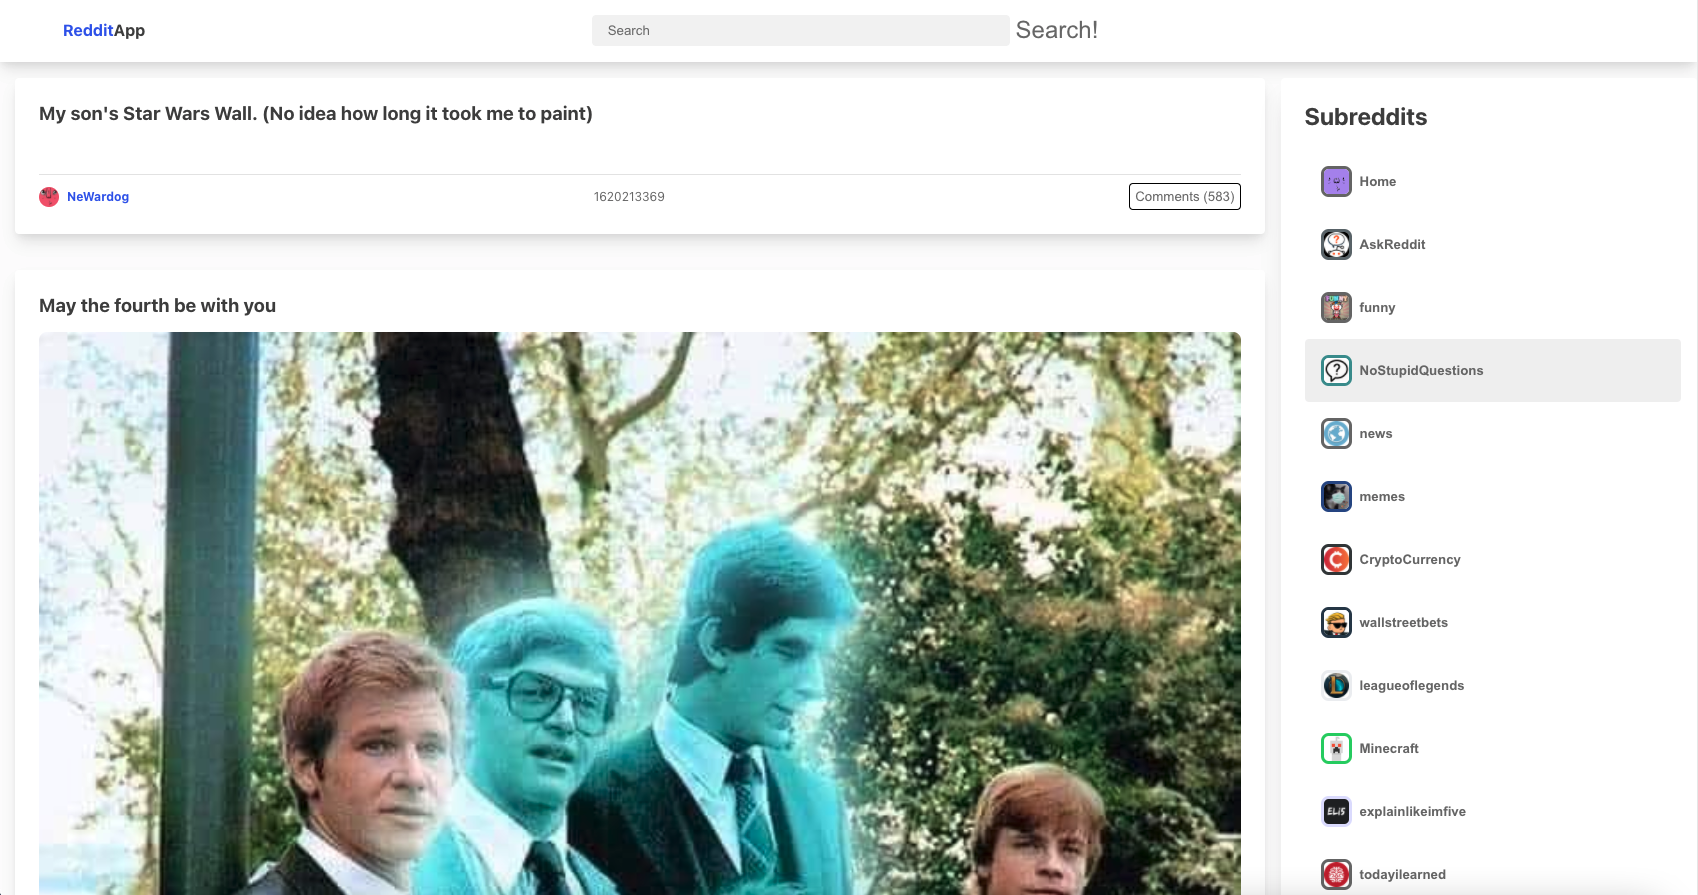 RedditApp
Search
Search!
My son's Star Wars Wall. (No idea how long it took me to paint)
NeWardog
1620213369
Comments (583)
May the fourth be with you
Subreddits
Home
AskReddit
funny
NoStupidQuestions
news
memes
CryptoCurrency
wallstreetbets
leagueoflegends
Minecraft
ELI5
explainlikeimfive
todayilearned